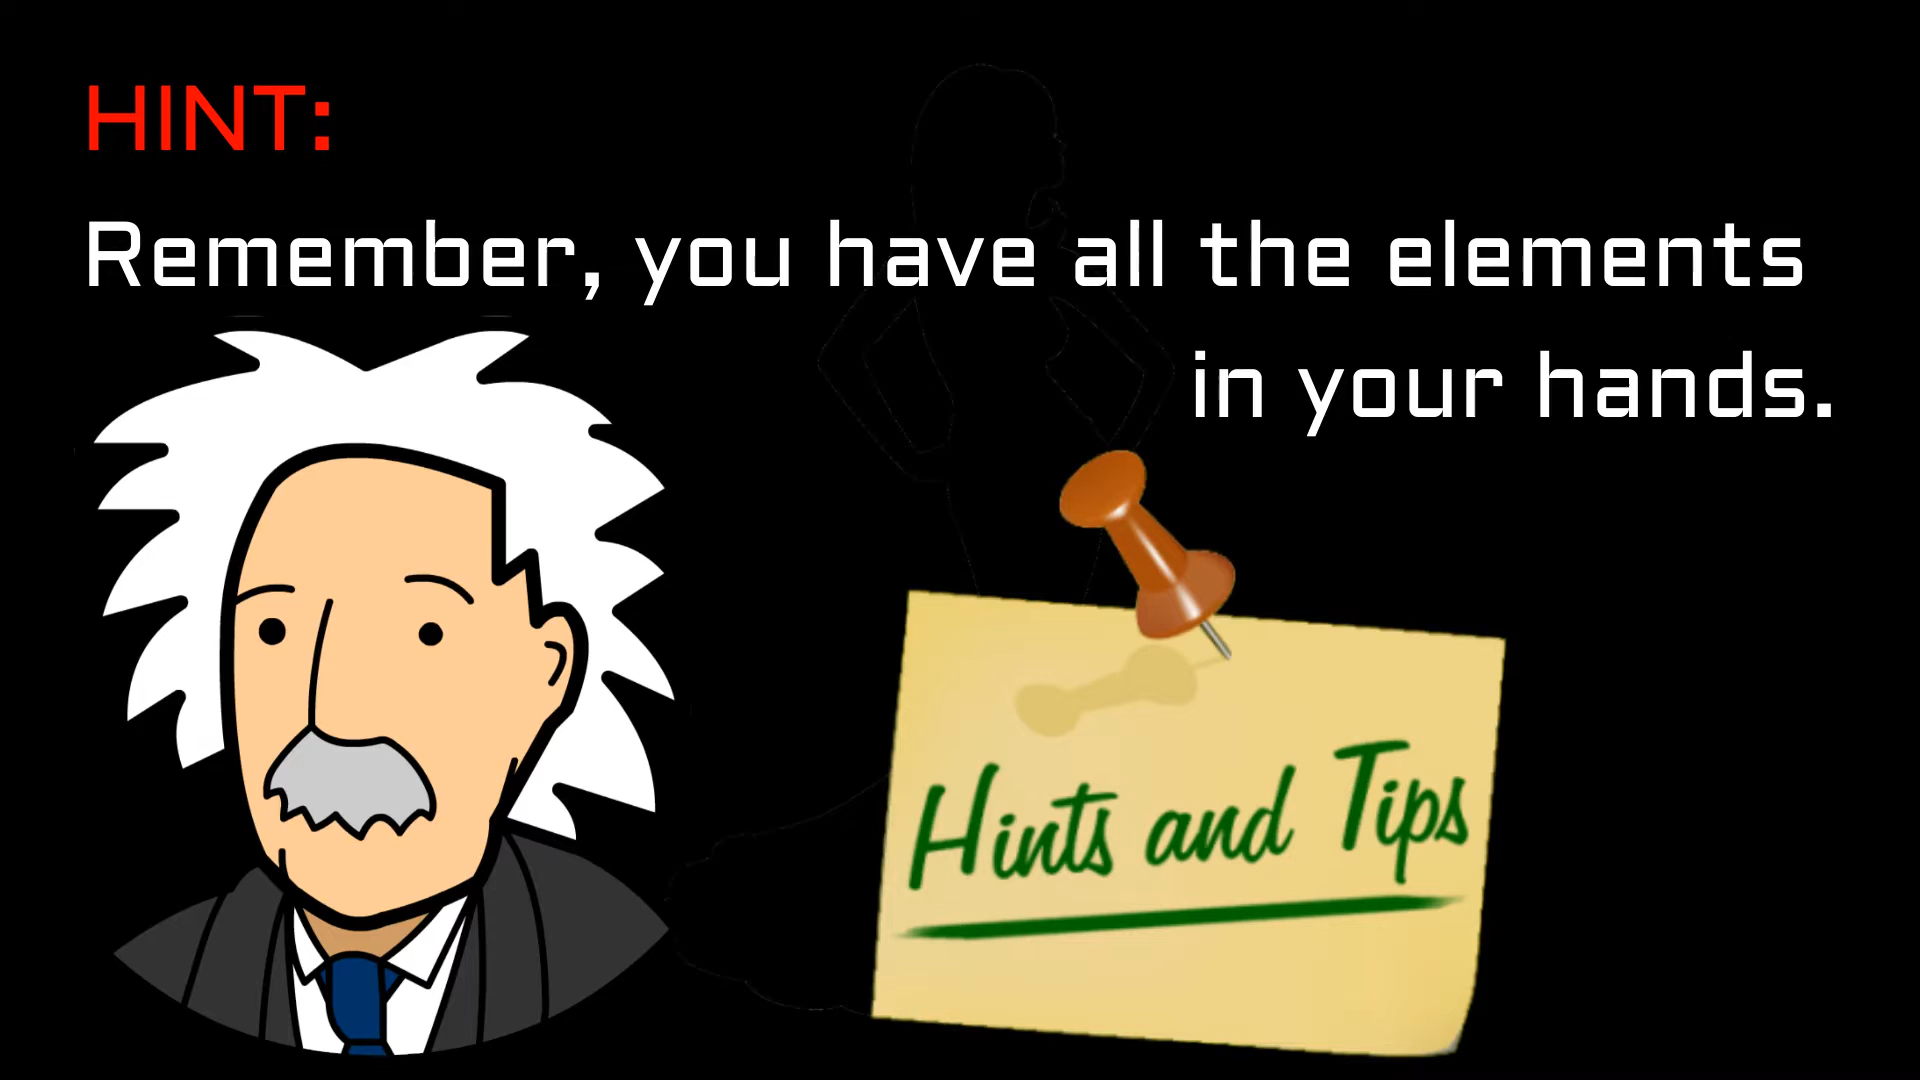 HINT:
Remember, you have all the elements
in your hands.
Hints and Tips